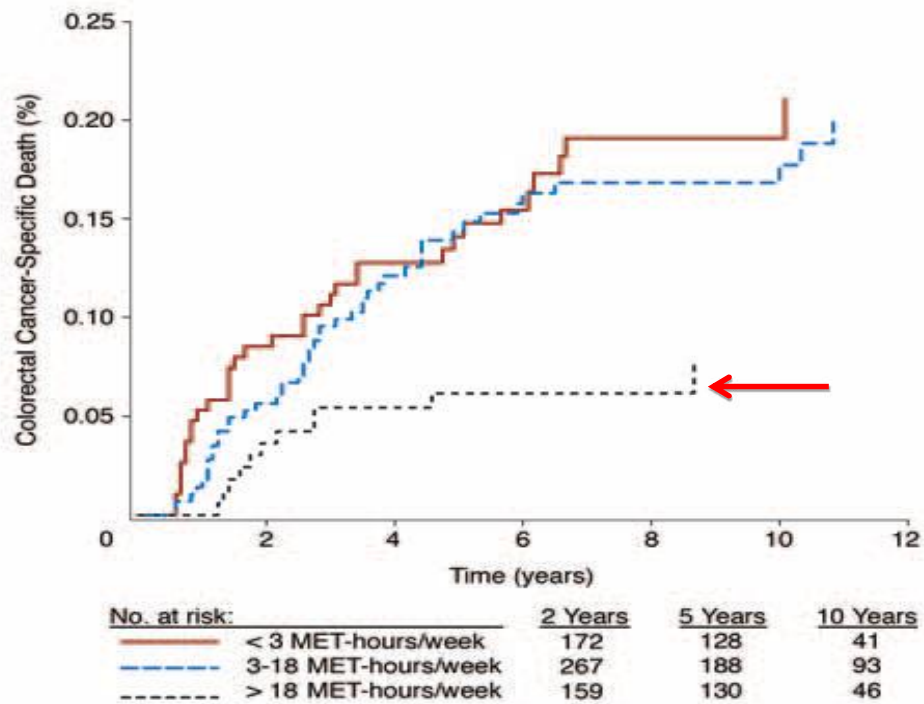 0.25
0.20
0.15
0.10
0.05
0
Colorectal Cancer-Specific Death (%)
2 4 6 8 10 12
Time (years)
No. at risk: 2 Years 5 Years 10 Years
< 3 MET-hours/week 172 128 41
3-18 MET-hours/week 267 188 93
> 18 MET-hours/week 159 130 46